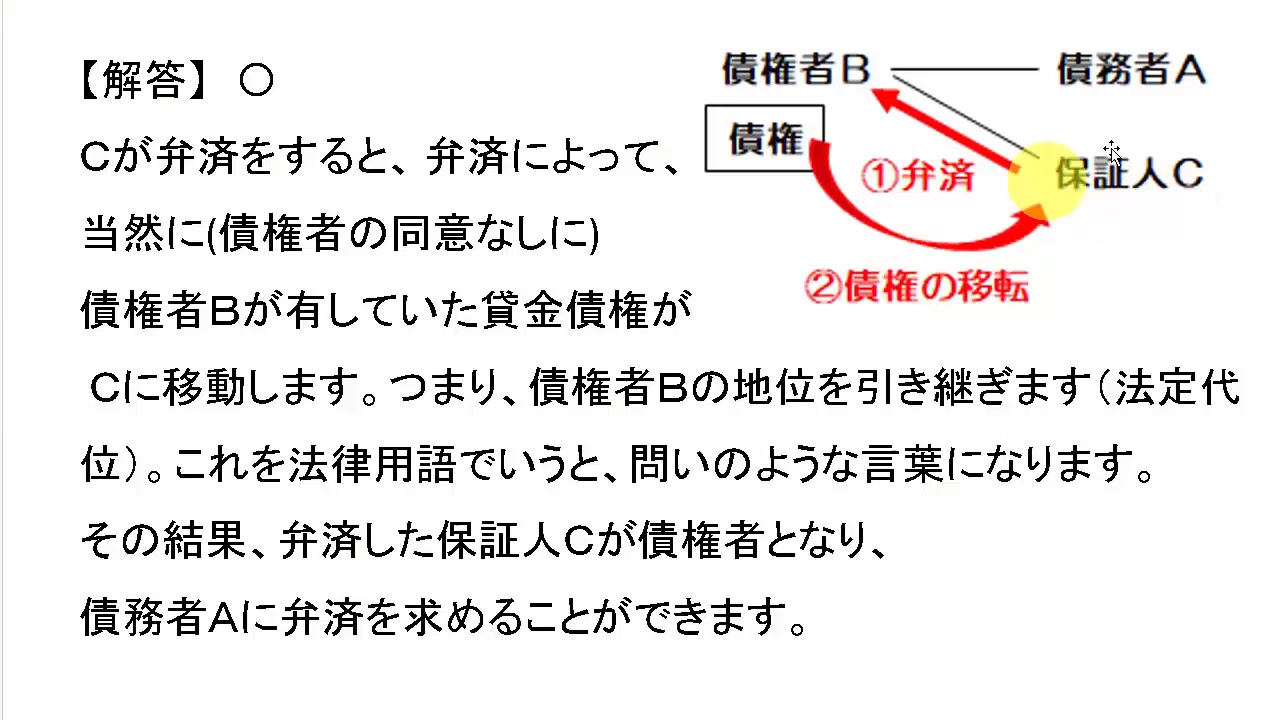 【解答】 〇
Cが弁済をすると、弁済によって、
当然に(債権者の同意なしに)
債権者Bが有していた貸金債権が
Cに移動します。つまり、債権者Bの地位を引き継ぎます（法定代
位）。これを法律用語でいうと、問いのような言葉になります。
その結果、弁済した保証人Cが債権者となり、
債務者Aに弁済を求めることができます。
債権者B
債務者A
債権
①弁済
保証人C
②債権の移転